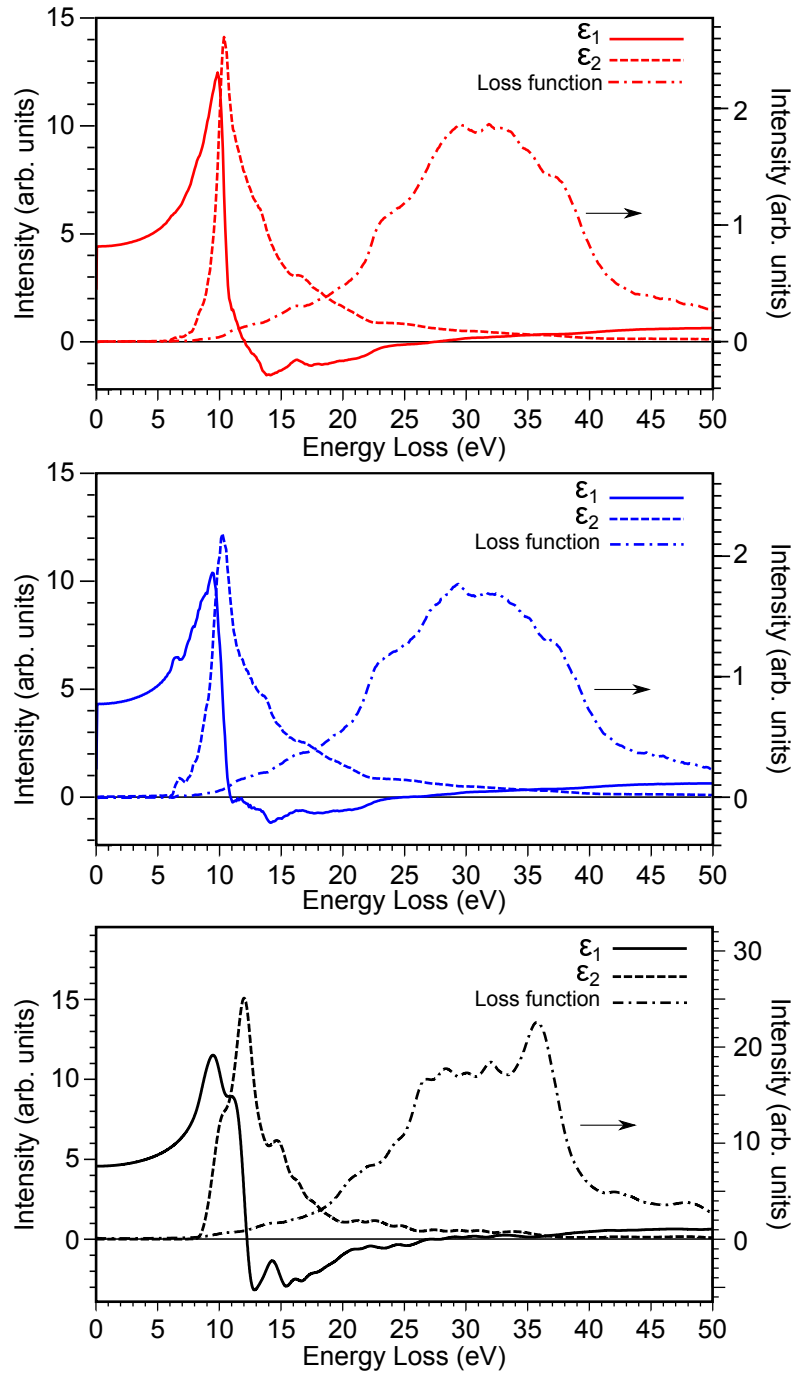 15
10
5
0
Intensity (arb. units)
ε1
ε2
Loss function
2
1
0
Intensity (arb. units)
0 5 10 15 20 25 30 35 40 45 50
Energy Loss (eV)
15
10
5
0
Intensity (arb. units)
ε1
ε2
Loss function
2
1
0
Intensity (arb. units)
0 5 10 15 20 25 30 35 40 45 50
Energy Loss (eV)
15
10
5
0
Intensity (arb. units)
ε1
ε2
Loss function
30
20
10
0
Intensity (arb. units)
0 5 10 15 20 25 30 35 40 45 50
Energy Loss (eV)